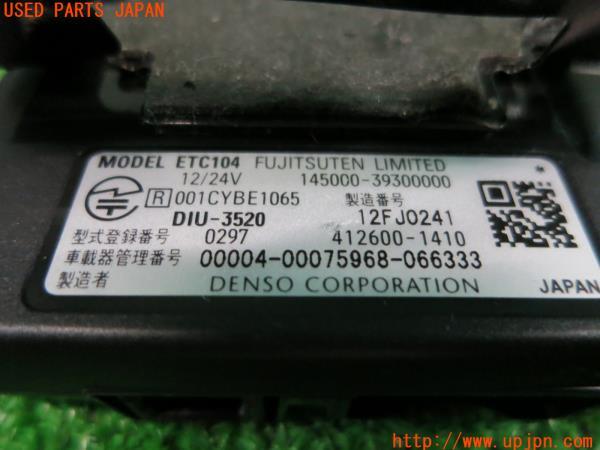 USED PARTS JAPAN
MODEL ETC104 FUJITSUTEN LIMITED
12/24V 145000-39300000
R 001CYBE1065 製造番号
DIU-3520 12FJ0241
型式登録番号 0297 412600-1410
車載器管理番号 00004-00075968-066333
製造者 DENSO CORPORATION JAPAN
http://www.upjpn.com/